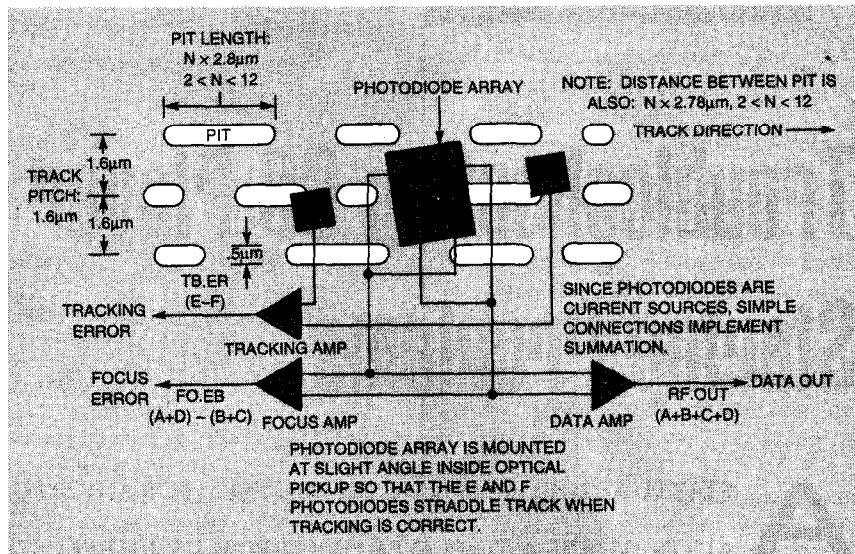 PIT LENGTH:
N × 2.8μm
2 < N < 12
PHOTODIODE ARRAY
NOTE: DISTANCE BETWEEN PIT IS
ALSO: N × 2.78μm, 2 < N < 12
TRACK DIRECTION
PIT
1.6μm
TRACK
PITCH:
1.6μm
1.6μm
.5μm
TB.ER
(E–F)
TRACKING
ERROR
TRACKING AMP
SINCE PHOTODIODES ARE
CURRENT SOURCES, SIMPLE
CONNECTIONS IMPLEMENT
SUMMATION.
FOCUS
ERROR
FO.EB
(A+D) – (B+C)
FOCUS AMP
DATA AMP
RF.OUT
(A+B+C+D)
DATA OUT
PHOTODIODE ARRAY IS MOUNTED
AT SLIGHT ANGLE INSIDE OPTICAL
PICKUP SO THAT THE E AND F
PHOTODIODES STRADDLE TRACK WHEN
TRACKING IS CORRECT.